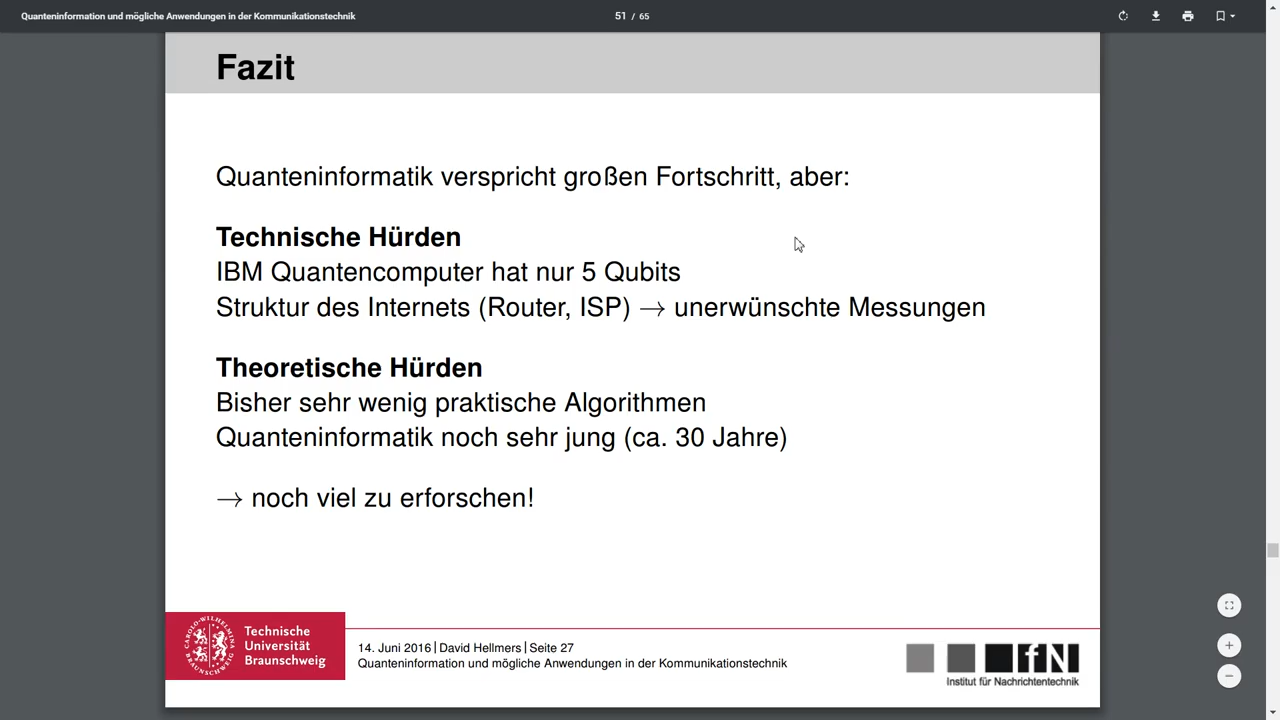 Quanteninformation und mögliche Anwendungen in der Kommunikationstechnik
51 / 65
Fazit
Quanteninformatik verspricht großen Fortschritt, aber:
Technische Hürden
IBM Quantencomputer hat nur 5 Qubits
Struktur des Internets (Router, ISP) → unerwünschte Messungen
Theoretische Hürden
Bisher sehr wenig praktische Algorithmen
Quanteninformatik noch sehr jung (ca. 30 Jahre)
→ noch viel zu erforschen!
CAROLO-WILHELMINA
BRAUNSCHWEIG
Technische
Universität
Braunschweig
14. Juni 2016 | David Hellmers | Seite 27
Quanteninformation und mögliche Anwendungen in der Kommunikationstechnik
IfN
Institut für Nachrichtentechnik